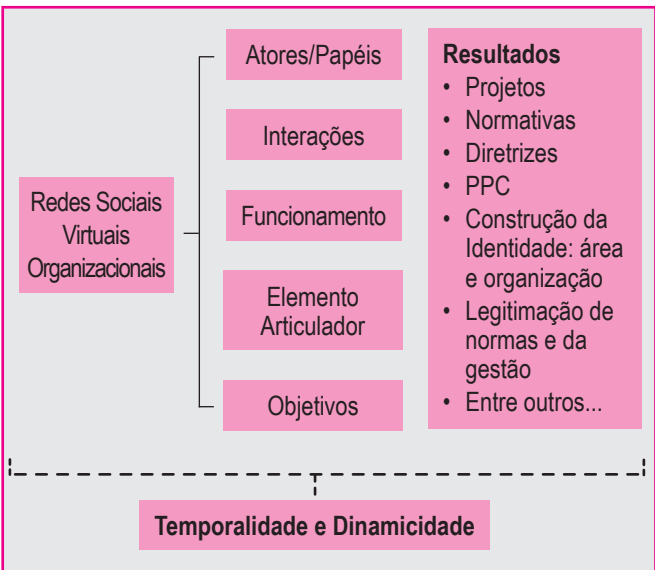 Redes Sociais
Virtuais
Organizacionais
Atores/Papéis
Interações
Funcionamento
Elemento
Articulador
Objetivos
Resultados
• Projetos
• Normativas
• Diretrizes
• PPC
• Construção da
Identidade: área
e organização
• Legitimação de
normas e da
gestão
• Entre outros...
Temporalidade e Dinamicidade